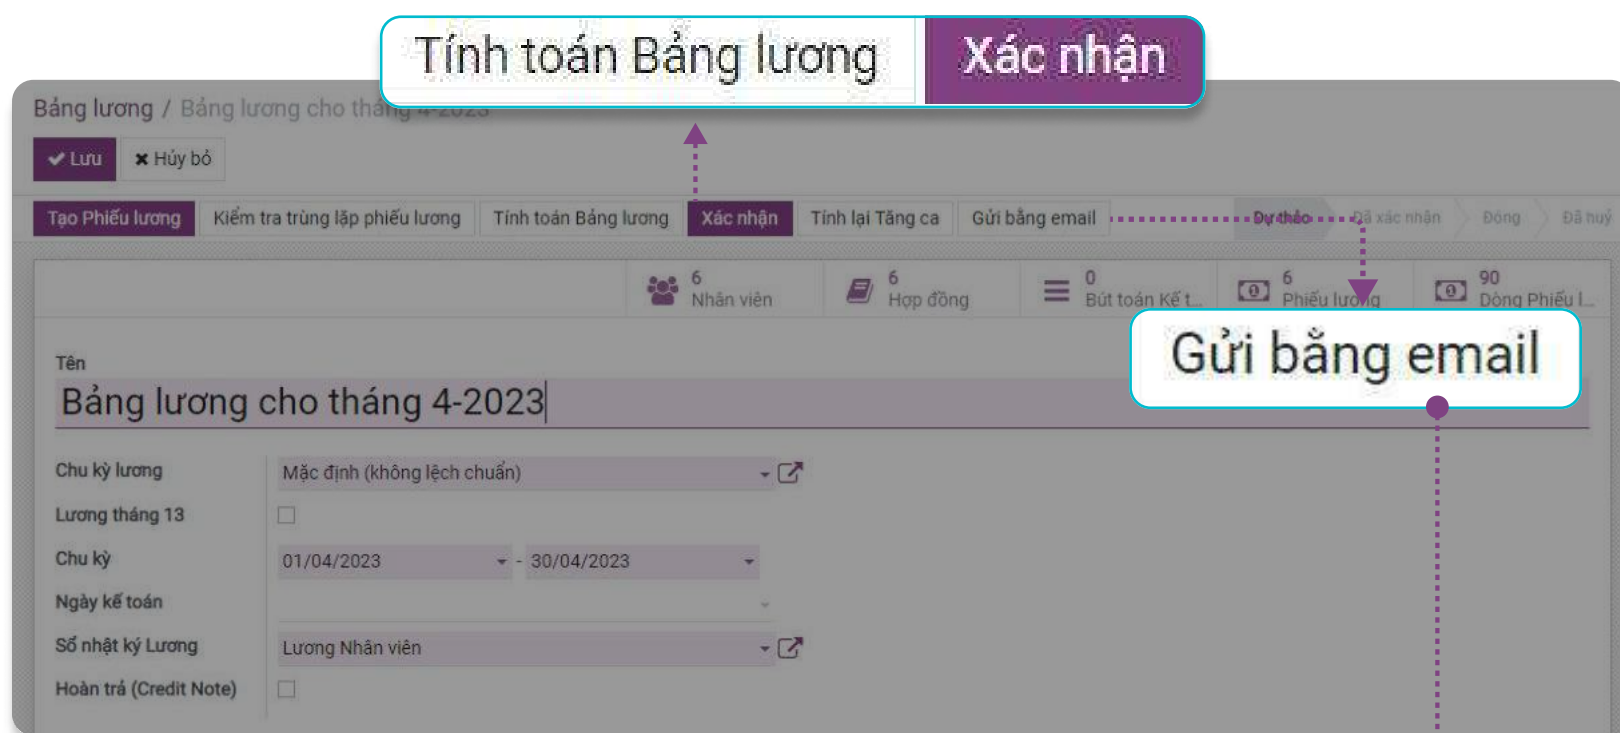 Tính toán Bảng lương Xác nhận
Bảng lương / Bảng lương cho tháng 4-2023
Lưu Hủy bỏ
Tạo Phiếu lương Kiểm tra trùng lặp phiếu lương Tính toán Bảng lương Xác nhận Tính lại Tăng ca Gửi bằng email Dự thảo Đã xác nhận Đóng Đã huỷ
6 6 0 6 90
Nhân viên Hợp đồng Bút toán Kế t... Phiếu lương Dòng Phiếu l...
Gửi bằng email
Tên
Bảng lương cho tháng 4-2023
Chu kỳ lương Mặc định (không lệch chuẩn)
Lương tháng 13
Chu kỳ 01/04/2023 - 30/04/2023
Ngày kế toán
Sổ nhật ký Lương Lương Nhân viên
Hoàn trả (Credit Note)